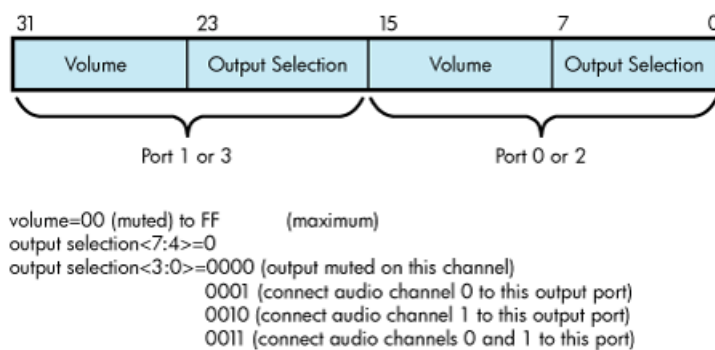 31 23 15 7 0
Volume Output Selection Volume Output Selection
Port 1 or 3 Port 0 or 2
volume=00 (muted) to FF (maximum)
output selection<7:4>=0
output selection<3:0>=0000 (output muted on this channel)
0001 (connect audio channel 0 to this output port)
0010 (connect audio channel 1 to this output port)
0011 (connect audio channels 0 and 1 to this port)